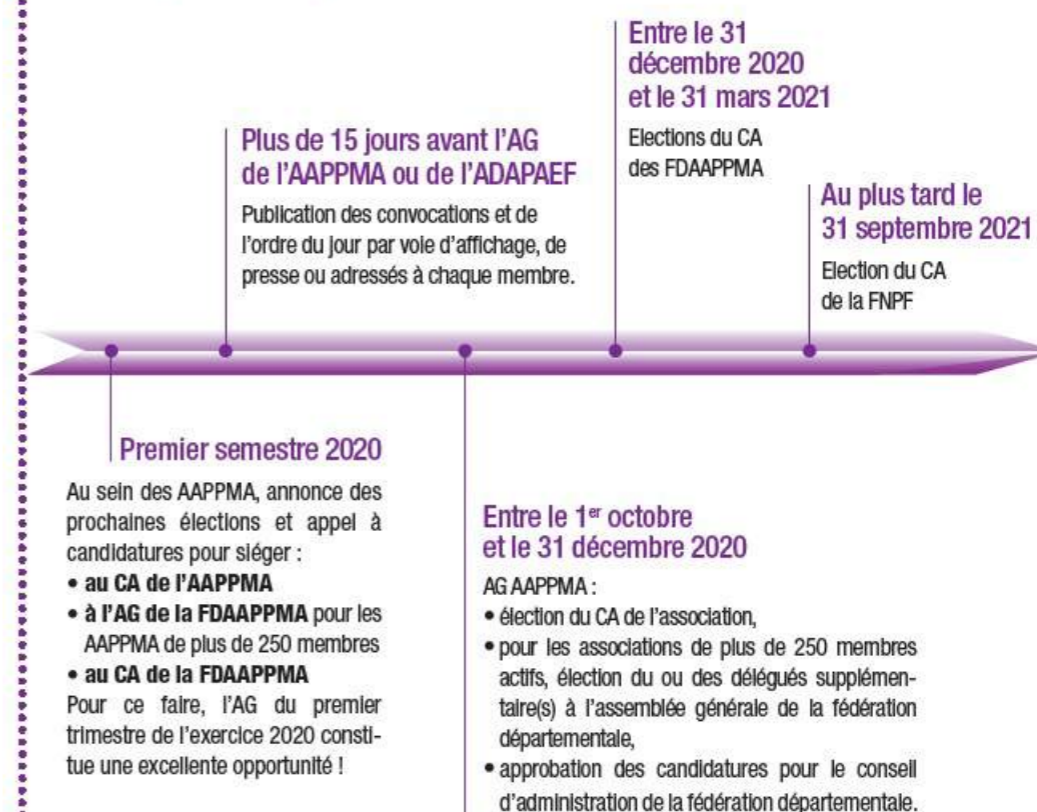 Entre le 31
décembre 2020
et le 31 mars 2021
Elections du CA
des FDAAPPMA
Plus de 15 jours avant l'AG
de l'AAPPMA ou de l'ADAPAEF
Publication des convocations et de
l'ordre du jour par voie d'affichage, de
presse ou adressés à chaque membre.
Au plus tard le
31 septembre 2021
Election du CA
de la FNPF
Premier semestre 2020
Au sein des AAPPMA, annonce des
prochaines élections et appel à
candidatures pour siéger :
• au CA de l'AAPPMA
• à l'AG de la FDAAPPMA pour les
AAPPMA de plus de 250 membres
• au CA de la FDAAPPMA
Pour ce faire, l'AG du premier
trimestre de l'exercice 2020 consti-
tue une excellente opportunité !
Entre le 1er octobre
et le 31 décembre 2020
AG AAPPMA :
• élection du CA de l'association,
• pour les associations de plus de 250 membres
actifs, élection du ou des délégués supplémen-
taire(s) à l'assemblée générale de la fédération
départementale,
• approbation des candidatures pour le conseil
d'administration de la fédération départementale.